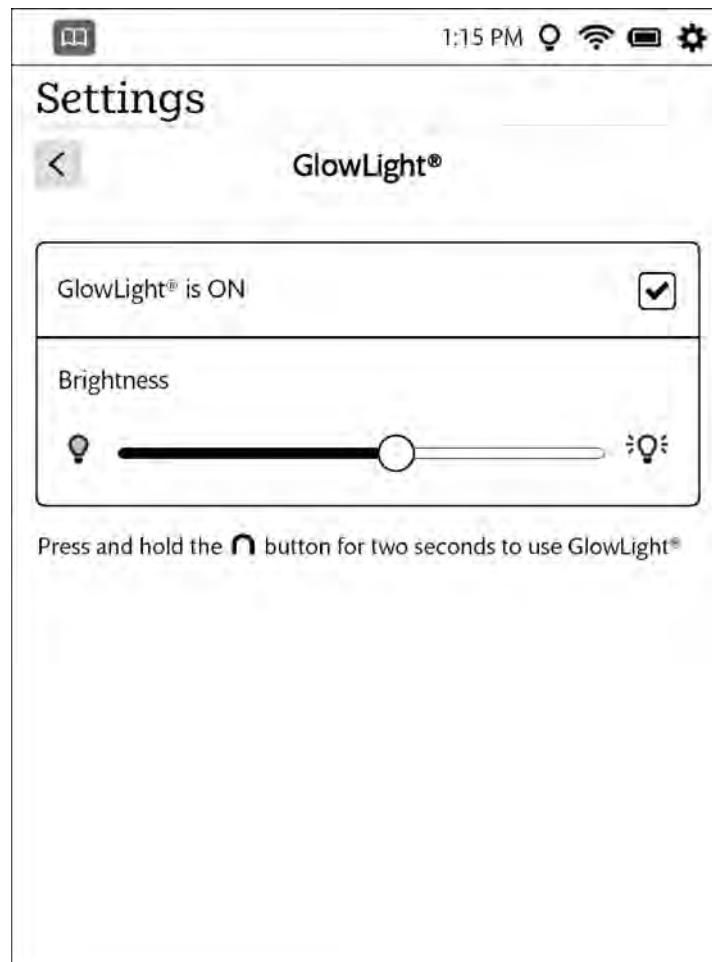 1:15 PM
Settings
GlowLight®
GlowLight® is ON
Brightness
Press and hold the button for two seconds to use GlowLight®